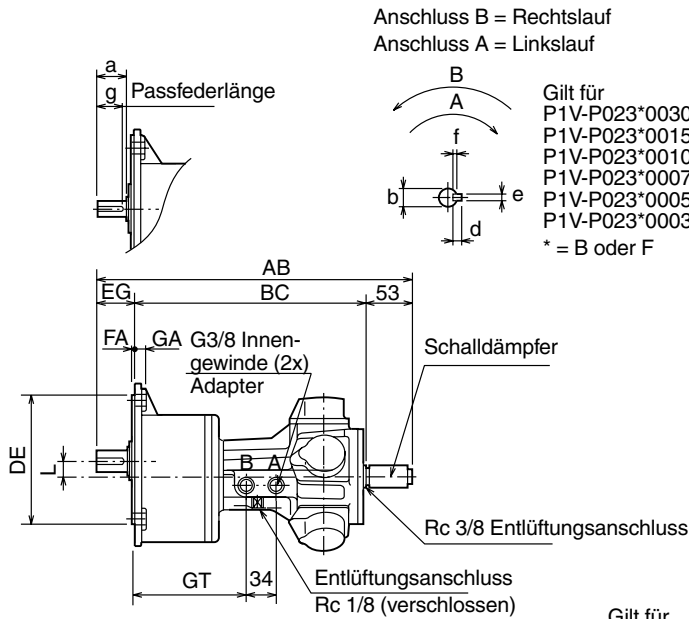 Anschluss B = Rechtslauf
Anschluss A = Linkslauf
a
g
Passfederlänge
B
A
f
b
e
d
Gilt für
P1V-P023*0030
P1V-P023*0015
P1V-P023*0010
P1V-P023*0007
P1V-P023*0005
P1V-P023*0003
* = B oder F
AB
EG
BC
53
FA
GA
G3/8 Innen-
gewinde (2x)
Adapter
Schalldämpfer
DE
L
B
A
Rc 3/8 Entlüftungsanschluss
GT
34
Entlüftungsanschluss
Rc 1/8 (verschlossen)
Gilt für